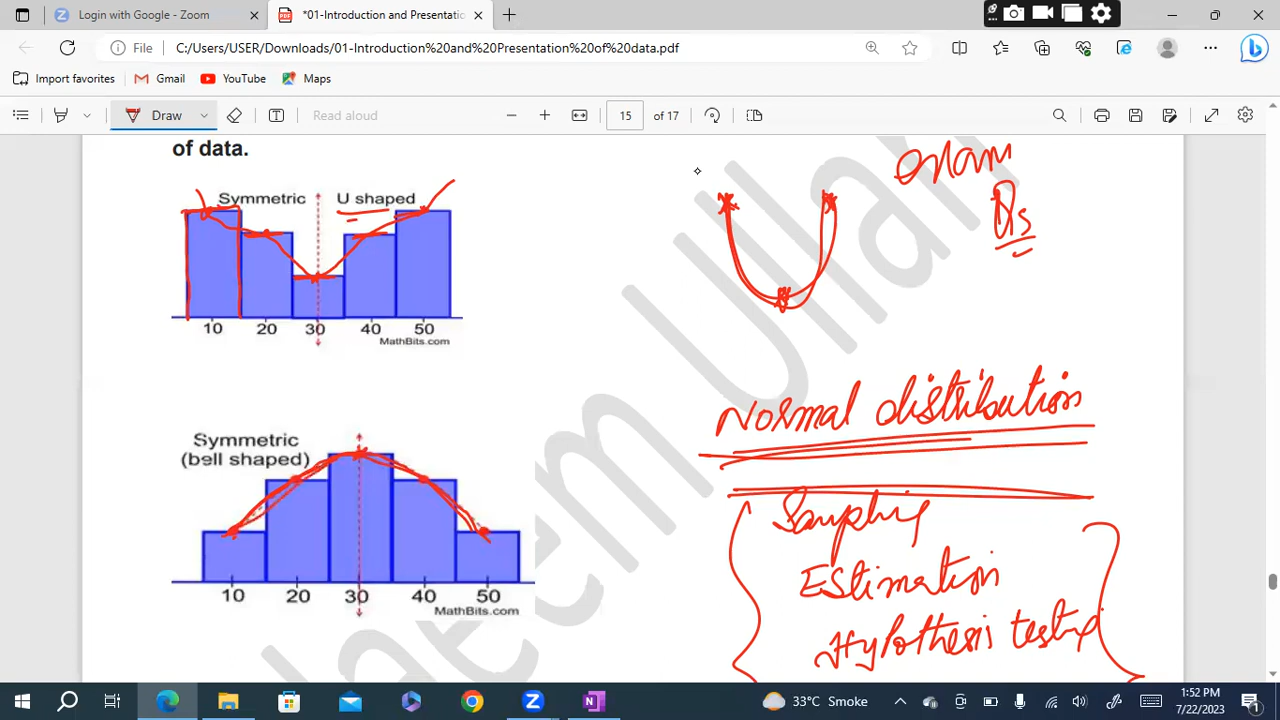 Login with Google - Zoom
*01-Introduction and Presentatio
File
C:/Users/USER/Downloads/01-Introduction%20and%20Presentation%20of%20data.pdf
Import favorites
Gmail
YouTube
Maps
Draw
Read aloud
15 of 17
of data.
Symmetric U shaped
10 20 30 40 50
MathBits.com
Symmetric
(bell shaped)
10 20 30 40 50
MathBits.com
Normal distribution
Sampling
Estimation
Hypothesis testing
33°C Smoke
1:52 PM
7/22/2023
1